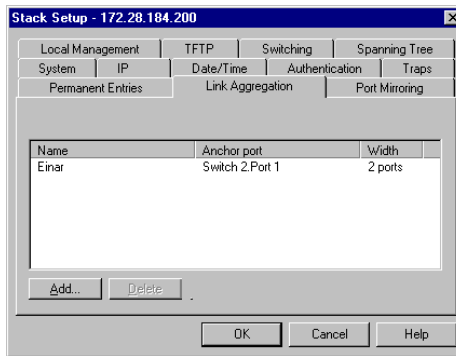 Stack Setup - 172.28.184.200
Local Management TFTP Switching Spanning Tree
System IP Date/Time Authentication Traps
Permanent Entries Link Aggregation Port Mirroring
Name Anchor port Width
Einar Switch 2.Port 1 2 ports
Add... Delete .
OK Cancel Help